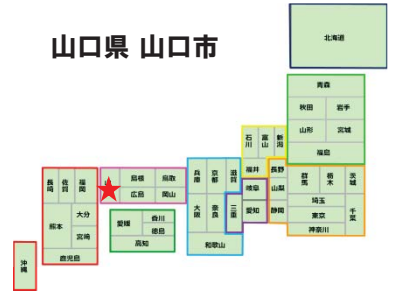 山口県 山口市
北海道
青森
秋田 岩手
山形 宮城
福島
石川 富山 新潟
福井 長野
岐阜 山梨
愛知 静岡
群馬 栃木 茨城
埼玉
東京 千葉
神奈川
兵庫 京都 滋賀
大阪 奈良 三重
和歌山
島根 鳥取
広島 岡山
愛媛 香川
徳島
高知
長崎 佐賀 福岡
熊本 大分
宮崎
鹿児島
沖縄